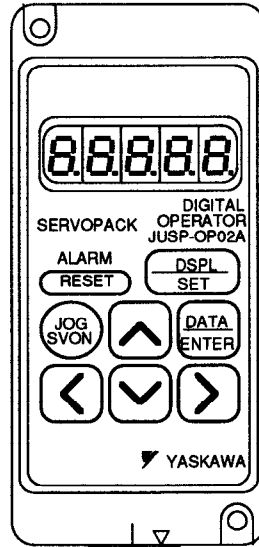 8.8.8.8.8.
DIGITAL
SERVOPACK OPERATOR
JUSP-OP02A
ALARM
RESET
DSPL
SET
JOG
SVON
DATA
ENTER
YASKAWA